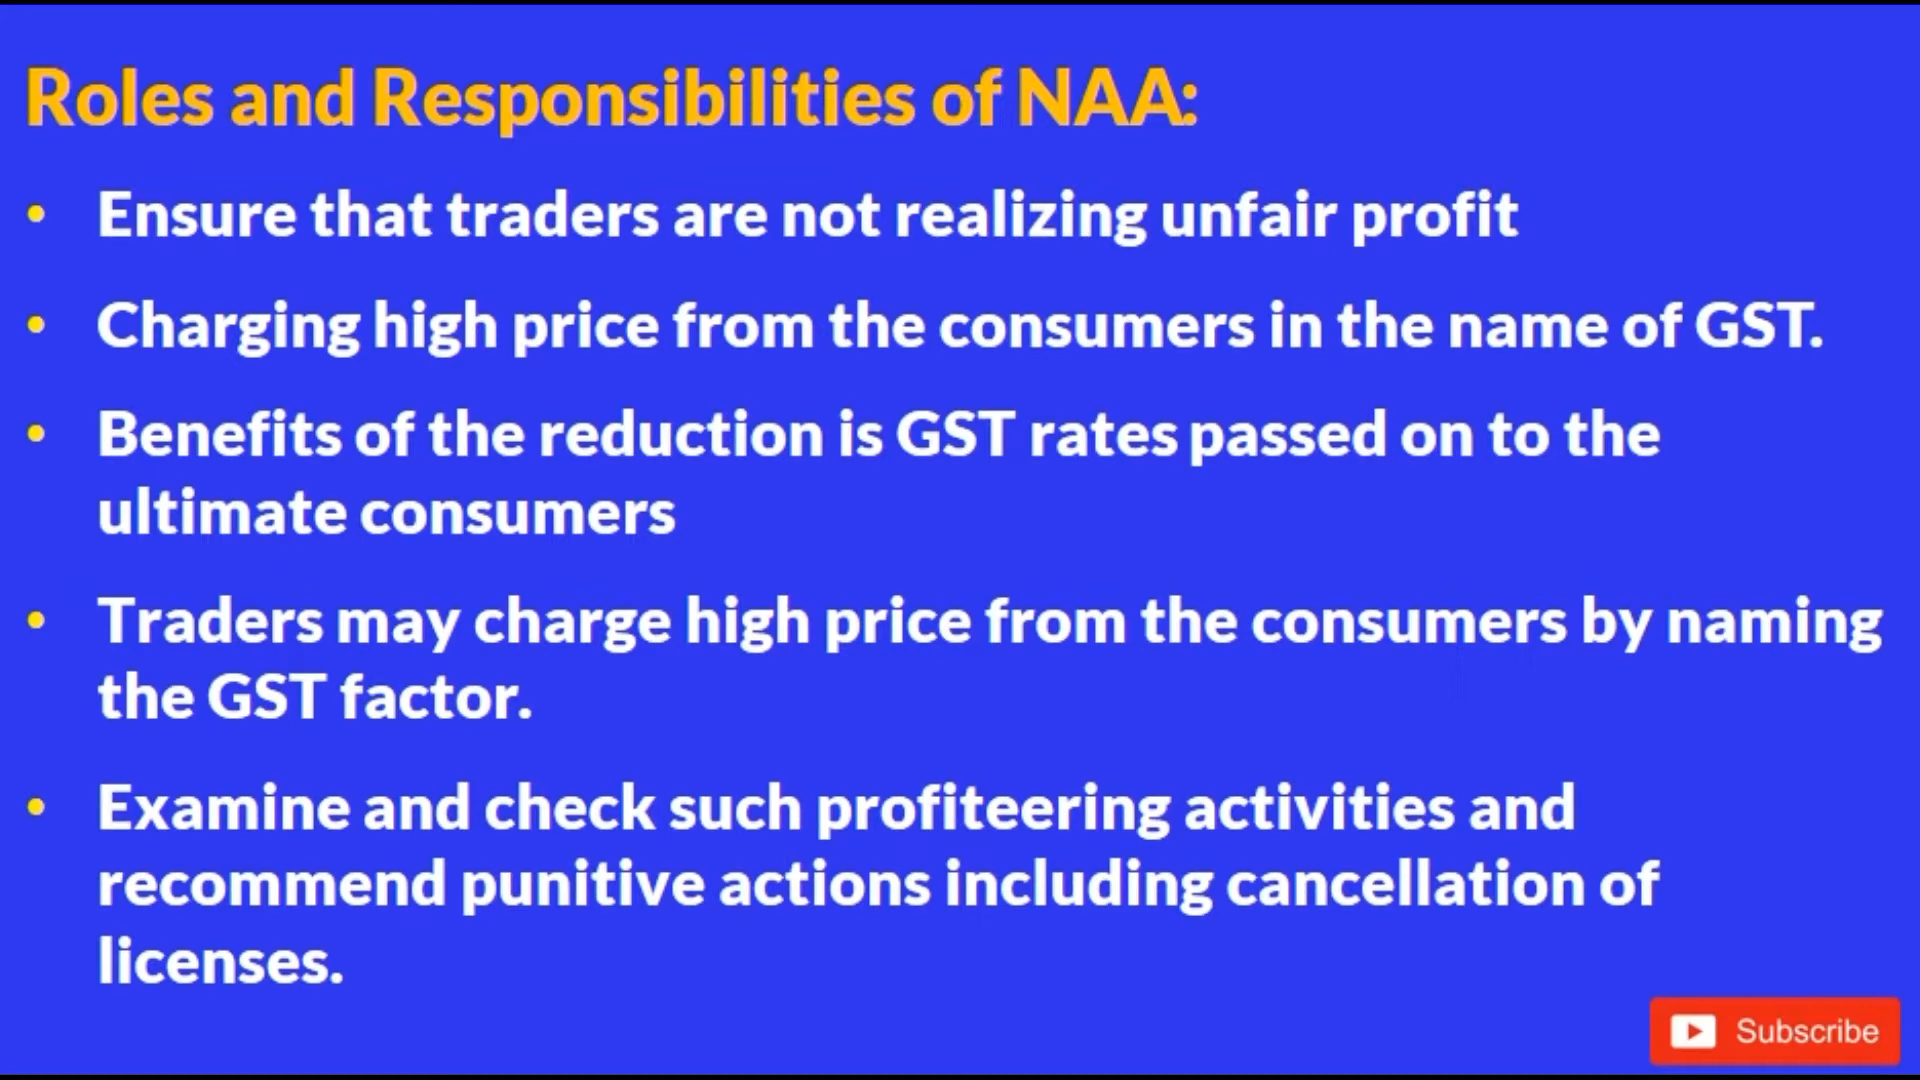 Roles and Responsibilities of NAA:
• Ensure that traders are not realizing unfair profit
• Charging high price from the consumers in the name of GST.
• Benefits of the reduction is GST rates passed on to the
ultimate consumers
• Traders may charge high price from the consumers by naming
the GST factor.
• Examine and check such profiteering activities and
recommend punitive actions including cancellation of
licenses.
Subscribe